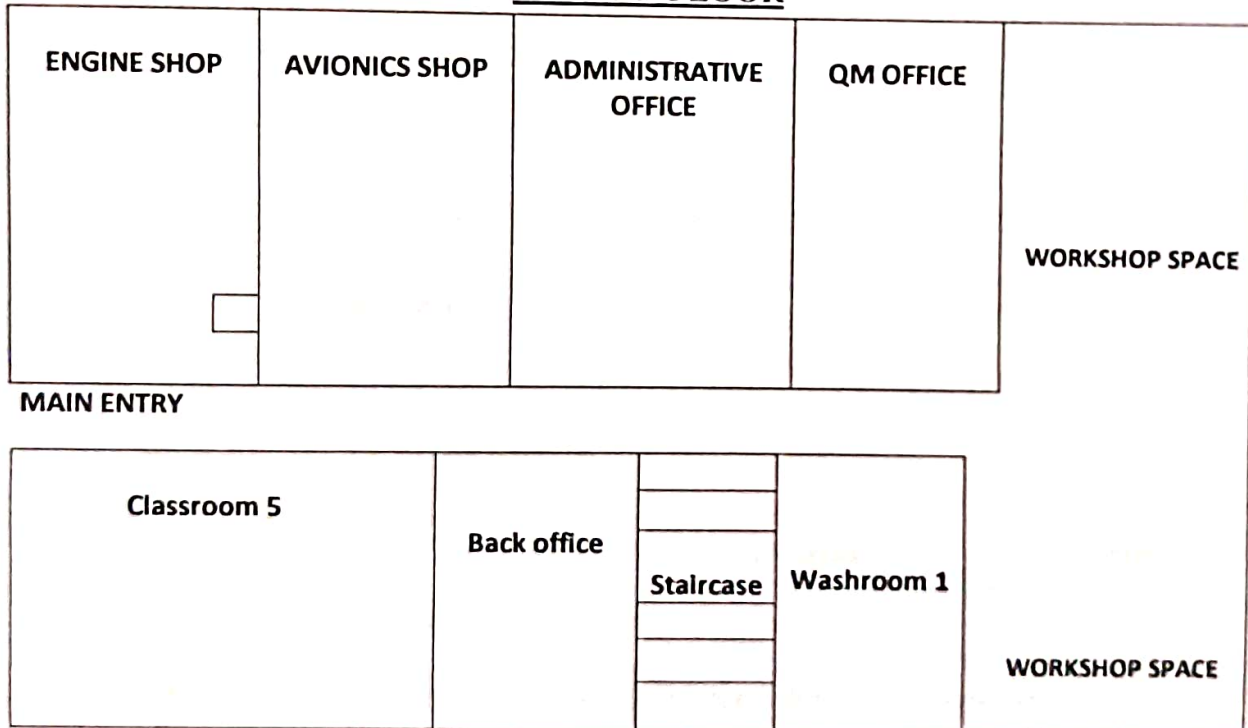 ENGINE SHOP
AVIONICS SHOP
ADMINISTRATIVE
OFFICE
QM OFFICE
WORKSHOP SPACE
MAIN ENTRY
Classroom 5
Back office
Staircase
Washroom 1
WORKSHOP SPACE